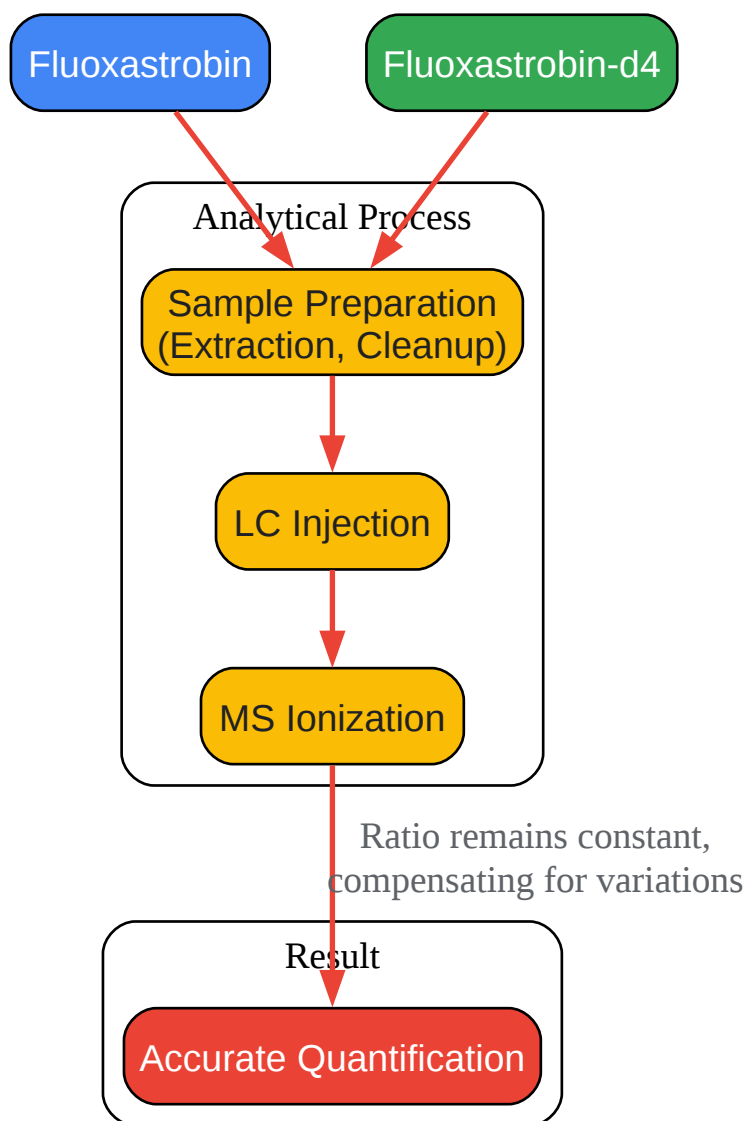 Fluoxastrobin
Fluoxastrobin-d4
Analytical Process
Sample Preparation
(Extraction, Cleanup)
LC Injection
MS Ionization
Ratio remains constant,
compensating for variations
Result
Accurate Quantification